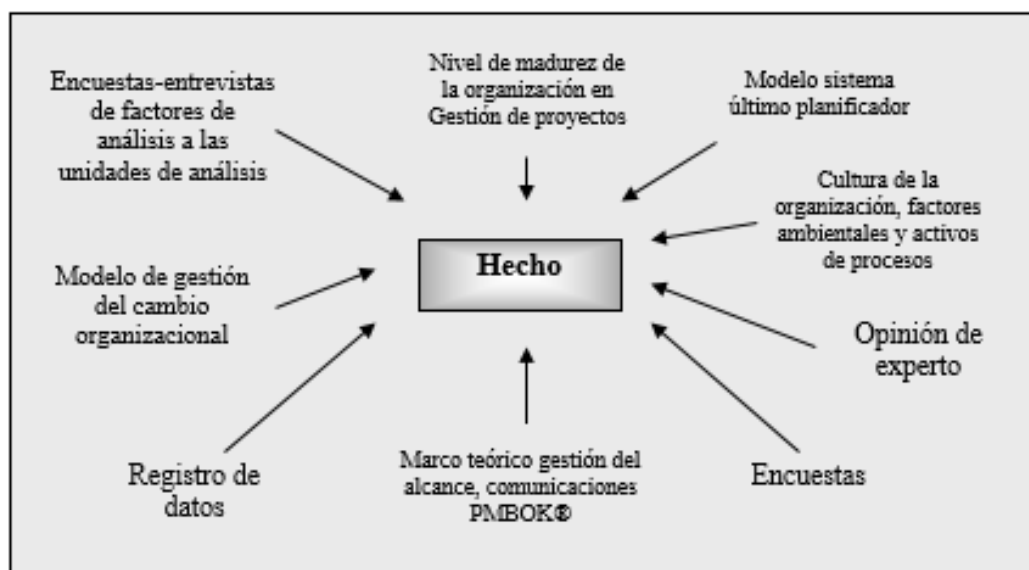 Encuestas-entrevistas
de factores de
análisis a las
unidades de análisis
Nivel de madurez de
la organización en
Gestión de proyectos
Modelo sistema
último planificador
Cultura de la
organización, factores
ambientales y activos
de procesos
Hecho
Modelo de gestión
del cambio
organizacional
Opinión de
experto
Registro de
datos
Marco teórico gestión del
alcance, comunicaciones
PMBOK®
Encuestas